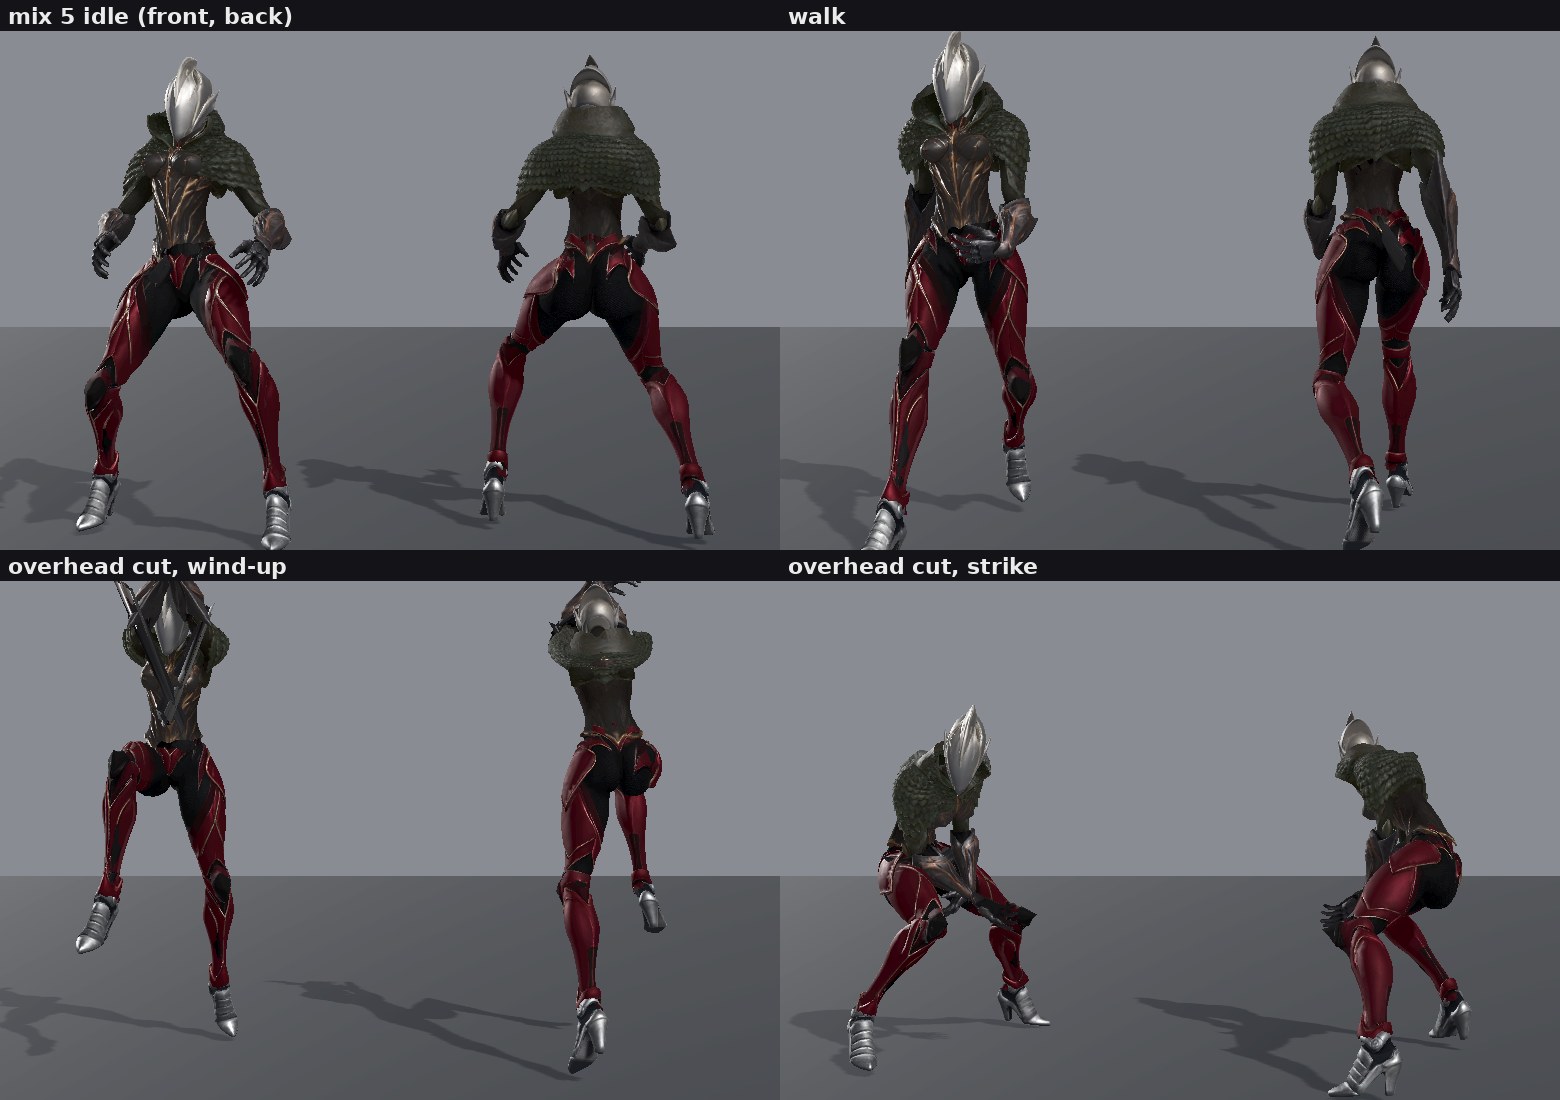 mix 5 idle (front, back)
walk
overhead cut, wind-up
overhead cut, strike